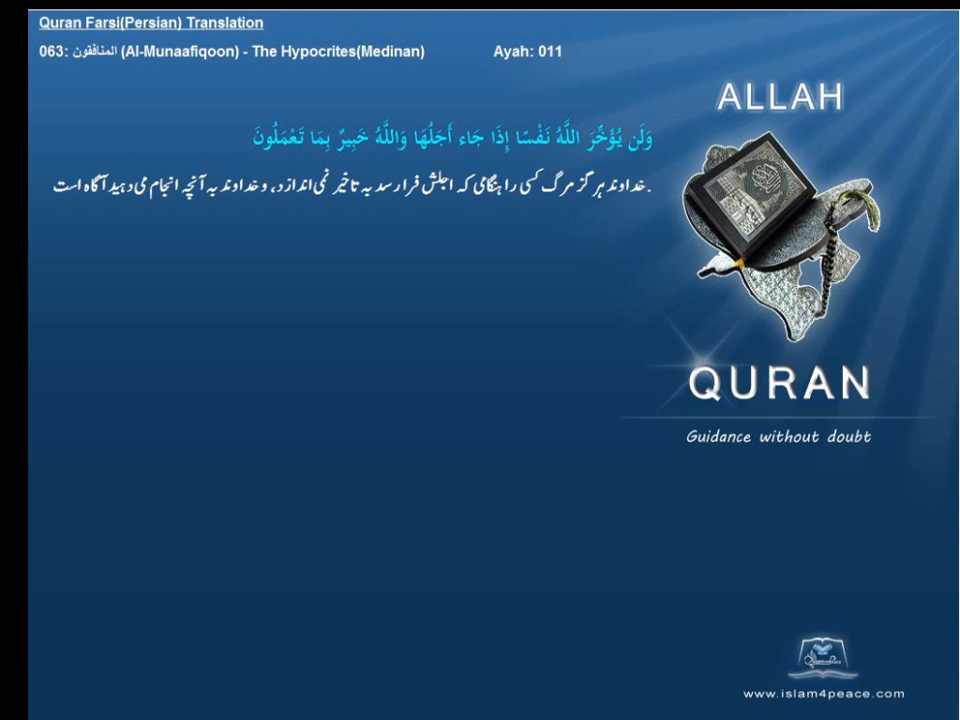 Quran Farsi(Persian) Translation
063: المنافقون (Al-Munaafiqoon) - The Hypocrites(Medinan) Ayah: 011
ALLAH
وَلَن يُؤَخِّرَ اللَّهُ نَفْسًا إِذَا جَاء أَجَلُهَا وَاللَّهُ خَبِيرٌ بِمَا تَعْمَلُونَ
.خداوند هرگز مرگ کسی را هنگامی که اجلش فرا رسد به تاخیر نمی‌اندازد، و خداوند به آنچه انجام می‌دهید آگاه است
QURAN
Guidance without doubt
www.islam4peace.com